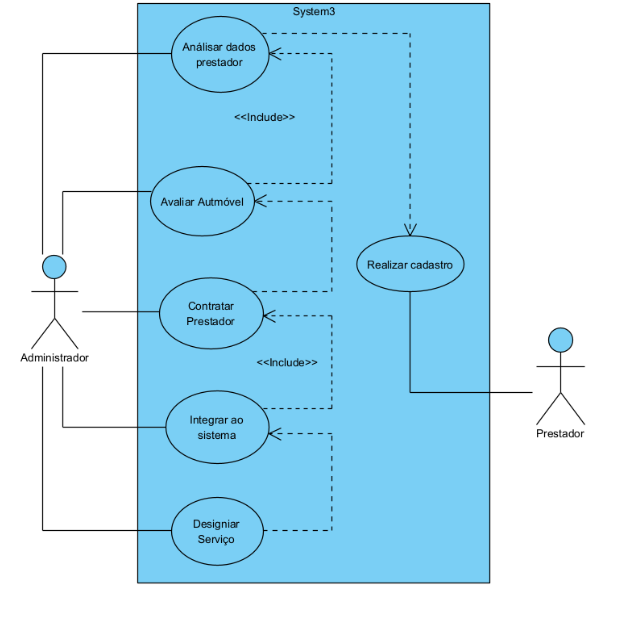 System3
Análisar dados
prestador
<<Include>>
Avaliar Autmóvel
Realizar cadastro
Contratar
Prestador
Administrador
<<Include>>
Integrar ao
sistema
Prestador
Designiar
Serviço